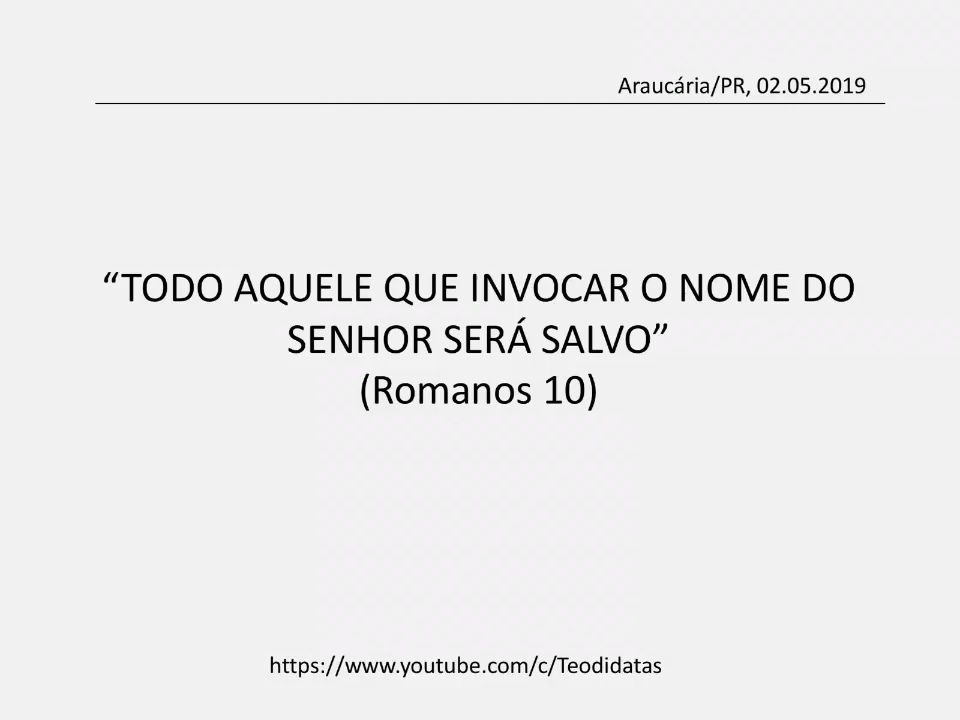 Araucária/PR, 02.05.2019
“TODO AQUELE QUE INVOCAR O NOME DO
SENHOR SERÁ SALVO”
(Romanos 10)
https://www.youtube.com/c/Teodidatas